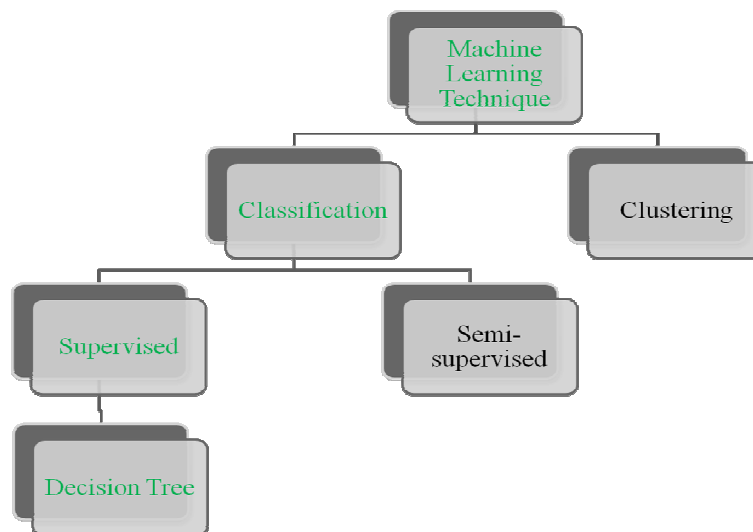 Machine
Learning
Technique
Classification
Clustering
Supervised
Semi-
supervised
Decision Tree